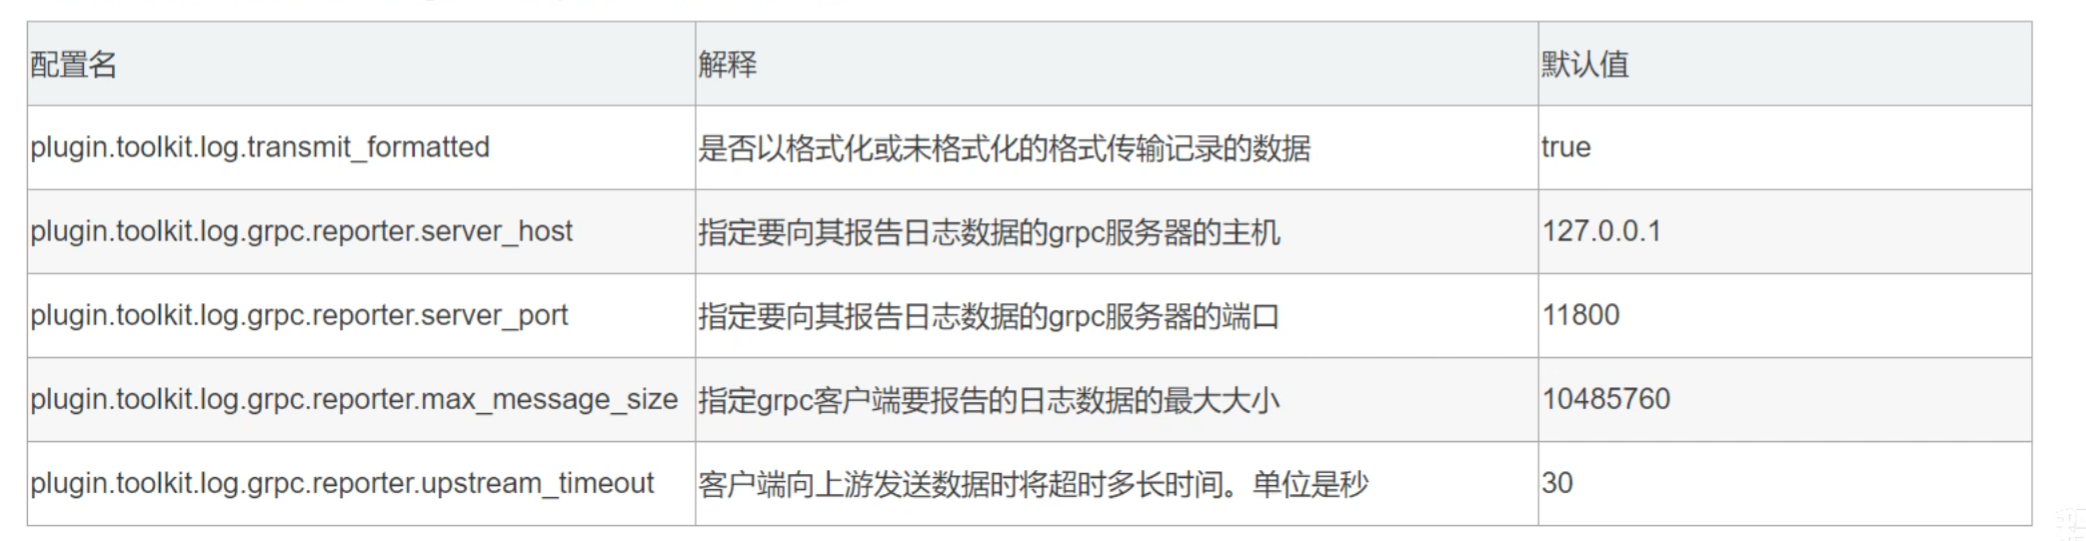 配置名 解释 默认值
plugin.toolkit.log.transmit_formatted 是否以格式化或未格式化的格式传输记录的数据 true
plugin.toolkit.log.grpc.reporter.server_host 指定要向其报告日志数据的grpc服务器的主机 127.0.0.1
plugin.toolkit.log.grpc.reporter.server_port 指定要向其报告日志数据的grpc服务器的端口 11800
plugin.toolkit.log.grpc.reporter.max_message_size 指定grpc客户端要报告的日志数据的最大大小 10485760
plugin.toolkit.log.grpc.reporter.upstream_timeout 客户端向上游发送数据时将超时多长时间。单位是秒 30